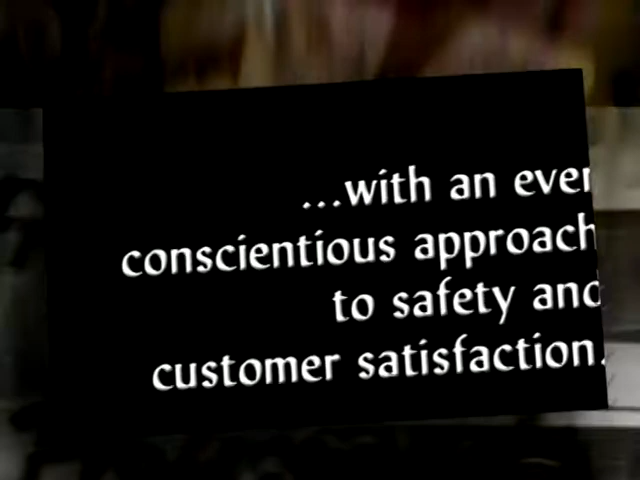 ...with an ever
conscientious approach
to safety and
customer satisfaction.